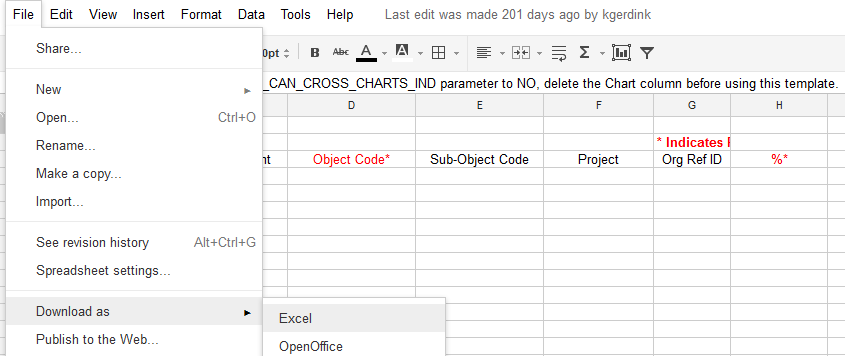 File Edit View Insert Format Data Tools Help Last edit was made 201 days ago by kgerdink
Share...
0pt B Abc A A Σ
New ►
_CAN_CROSS_CHARTS_IND parameter to NO, delete the Chart column before using this template.
Open... Ctrl+O
D E F G H
Rename...
* Indicates
Object Code* Sub-Object Code Project Org Ref ID %*
Make a copy...
Import...
See revision history Alt+Ctrl+G
Spreadsheet settings...
Download as ►
Excel
Publish to the Web...
OpenOffice